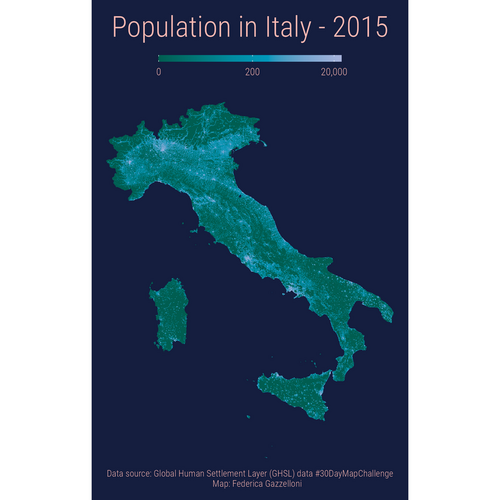 Population in Italy - 2015
0 200 20,000
Data source: Global Human Settlement Layer (GHSL) data #30DayMapChallenge
Map: Federica Gazzelloni